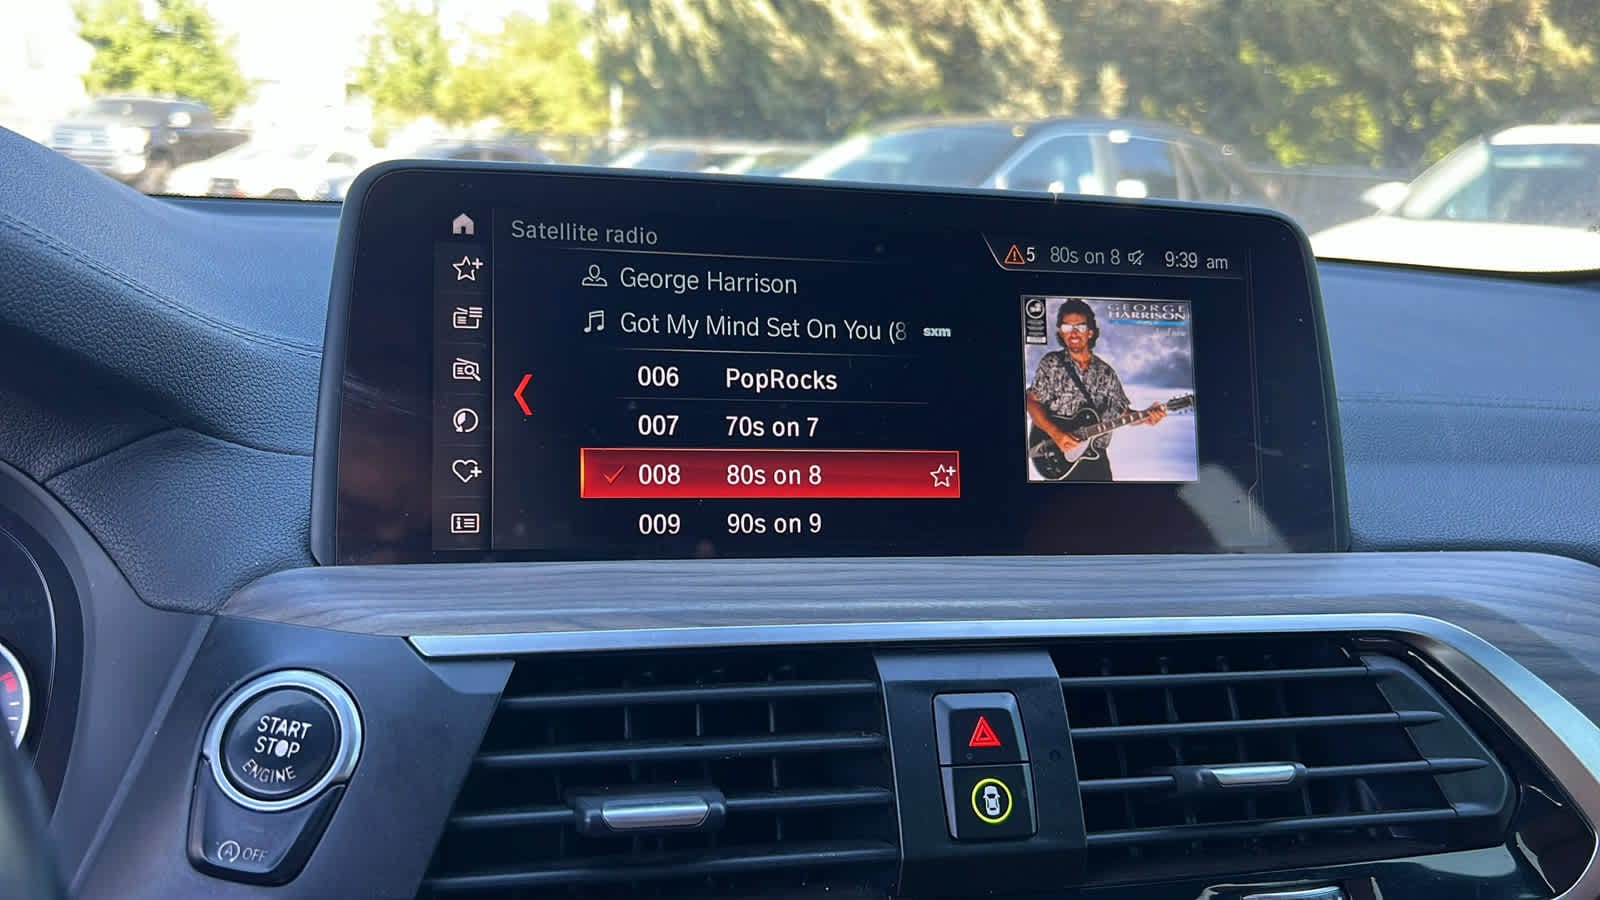 Satellite radio
5 80s on 8 9:39 am
George Harrison
Got My Mind Set On You (8 sxm
006 PopRocks
007 70s on 7
008 80s on 8
009 90s on 9
GEORGE
HARRISON
START
STOP
ENGINE
A OFF